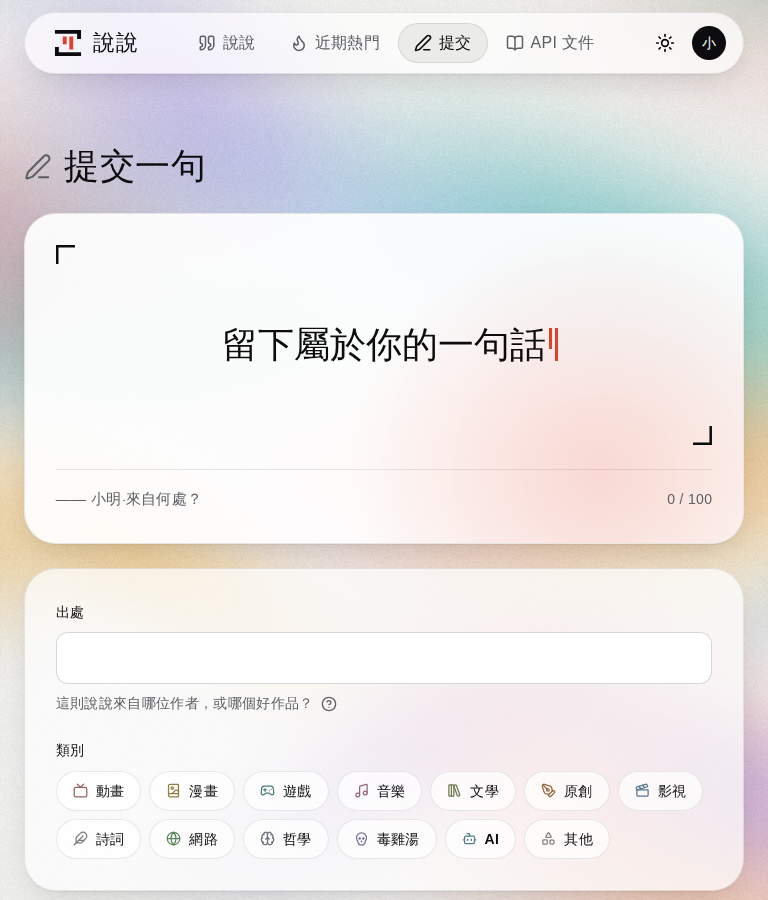 說說 說說 近期熱門 提交 API 文件 小
提交一句
留下屬於你的一句話
—— 小明·來自何處？ 0 / 100
出處
這則說說來自哪位作者，或哪個好作品？
類別
動畫 漫畫 遊戲 音樂 文學 原創 影視
詩詞 網路 哲學 毒雞湯 AI 其他